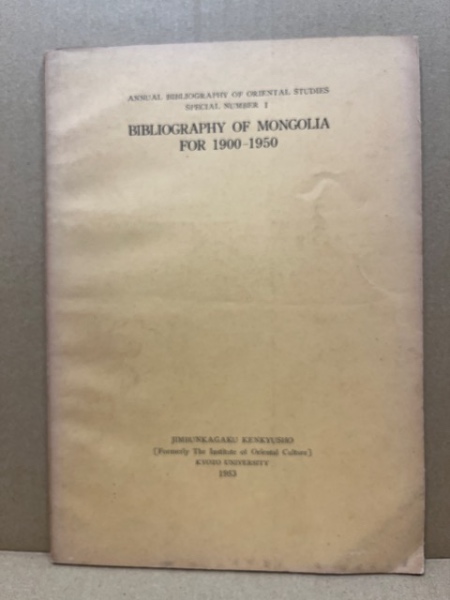 ANNUAL BIBLIOGRAPHY OF ORIENTAL STUDIES
SPECIAL NUMBER 1
BIBLIOGRAPHY OF MONGOLIA
FOR 1900-1950
JIMBUNKAGAKU KENKYUSHO
[Formerly The Institute of Oriental Culture]
KYOTO UNIVERSITY
1953